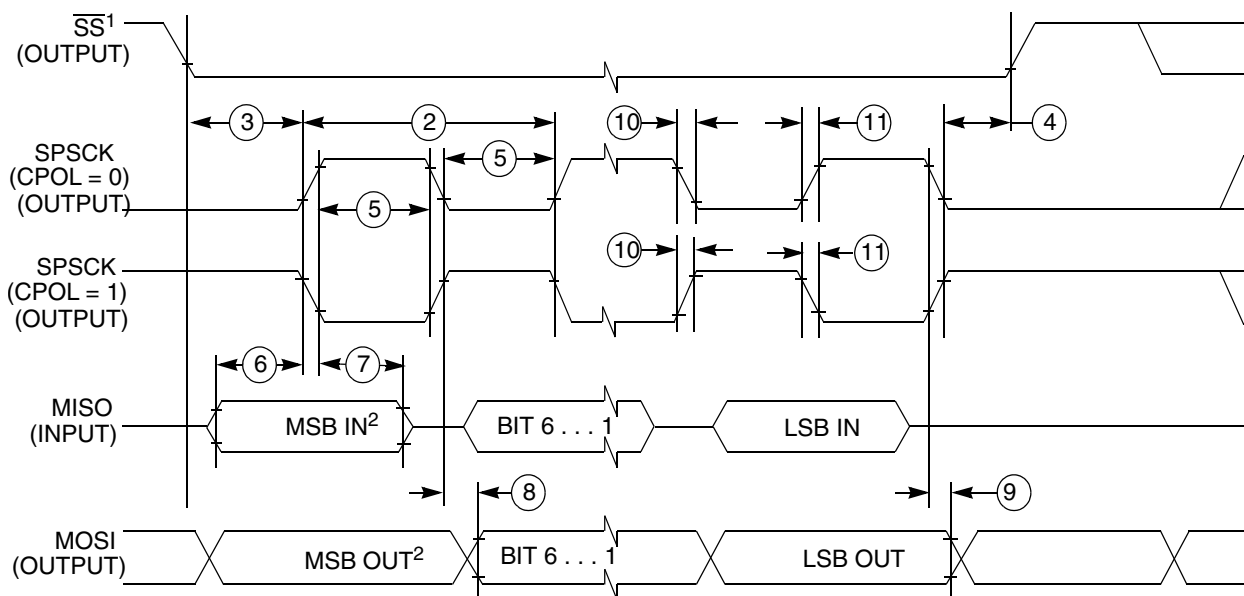 SS¹
(OUTPUT)
3
2
10
11
4
SPSCK
(CPOL = 0)
(OUTPUT)
5
5
SPSCK
(CPOL = 1)
(OUTPUT)
10
11
6
7
MISO
(INPUT)
MSB IN²
BIT 6 . . . 1
LSB IN
8
9
MOSI
(OUTPUT)
MSB OUT²
BIT 6 . . . 1
LSB OUT